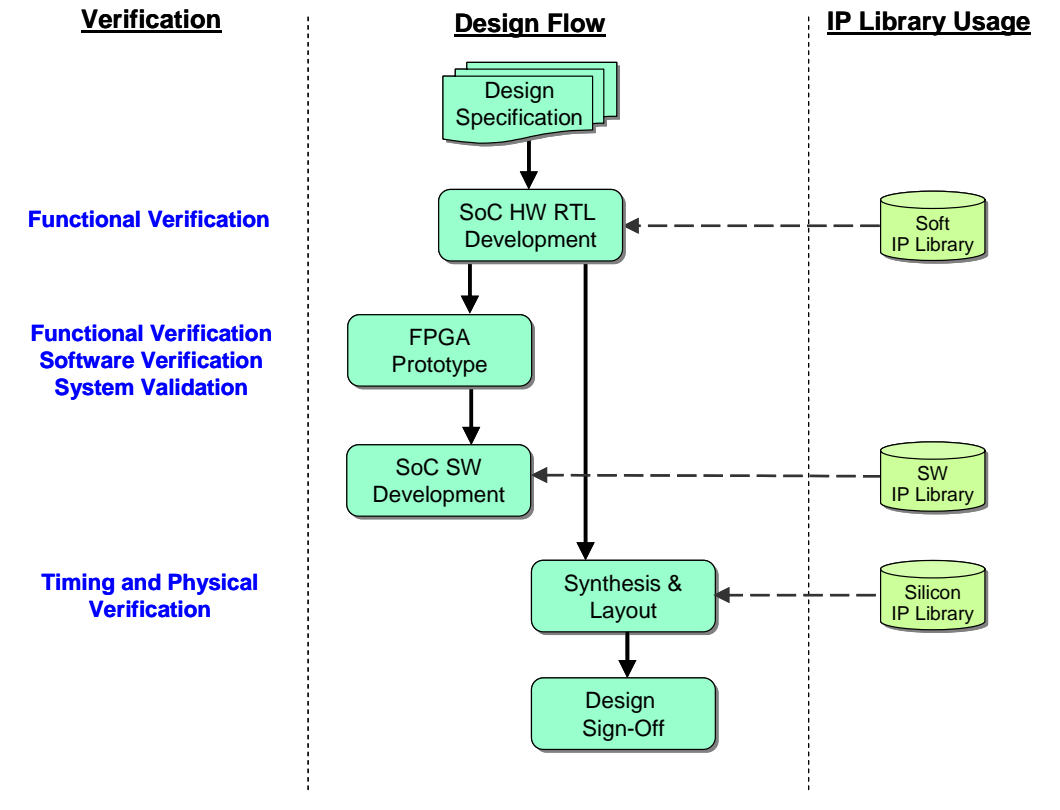 Verification
Design Flow
IP Library Usage
Design
Specification
Functional Verification
SoC HW RTL
Development
Soft
IP Library
Functional Verification
Software Verification
System Validation
FPGA
Prototype
SoC SW
Development
SW
IP Library
Timing and Physical
Verification
Synthesis &
Layout
Silicon
IP Library
Design
Sign-Off